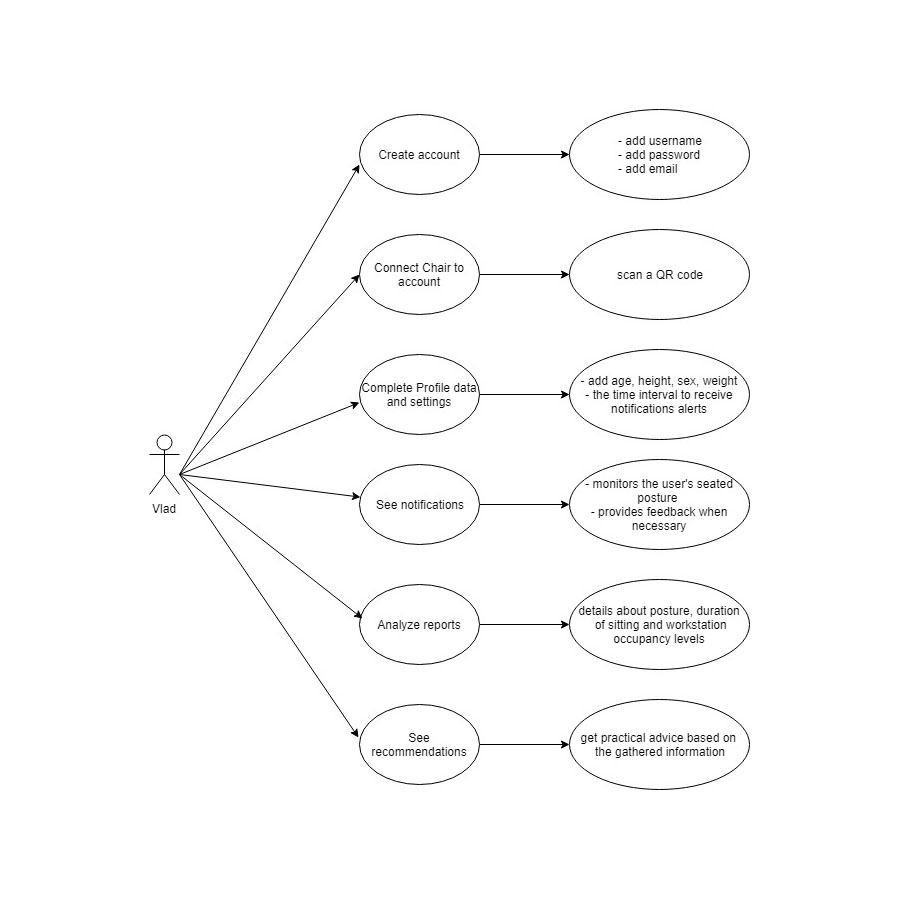 Create account
- add username
- add password
- add email
Connect Chair to
account
scan a QR code
Complete Profile data
and settings
- add age, height, sex, weight
- the time interval to receive
notifications alerts
Vlad
See notifications
- monitors the user's seated
posture
- provides feedback when
necessary
Analyze reports
details about posture, duration
of sitting and workstation
occupancy levels
See
recommendations
get practical advice based on
the gathered information